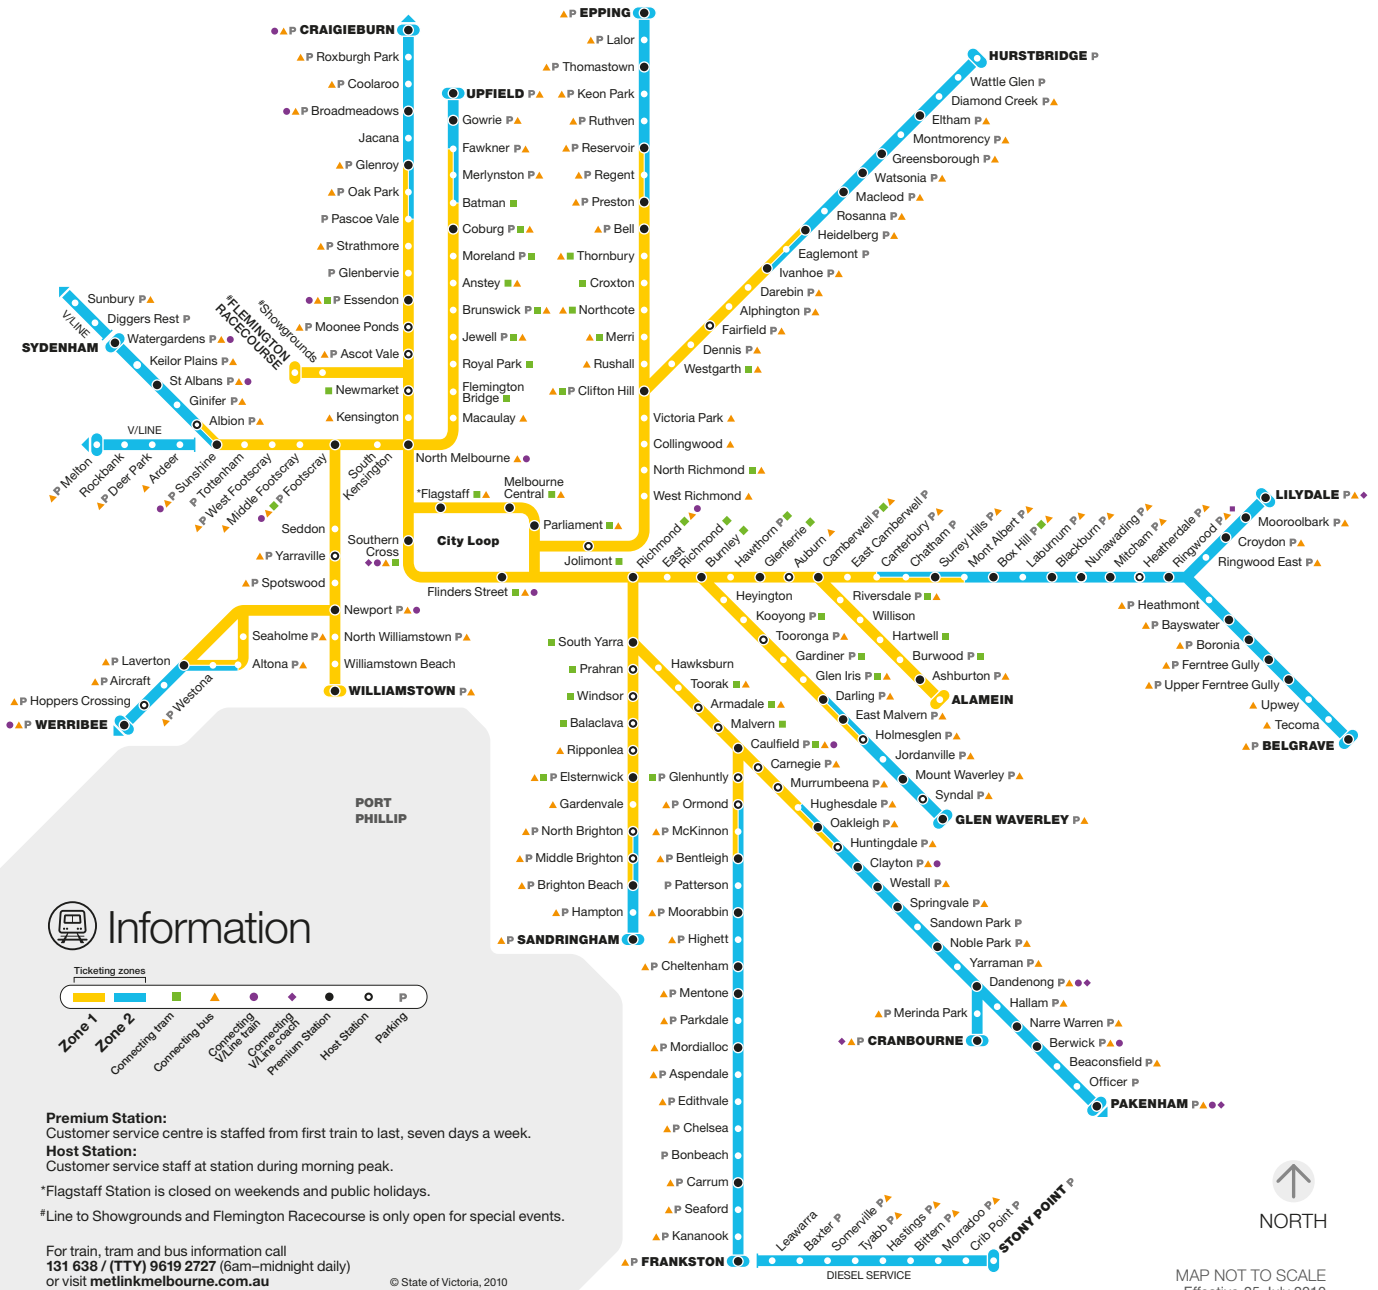 CRAIGIEBURN P
P Roxburgh Park
P Coolaroo
P Broadmeadows
Jacana
P Glenroy
P Oak Park
P Pascoe Vale
P Strathmore
P Glenbervie
P Essendon
P Moonee Ponds
P Ascot Vale
Newmarket
Kensington
#Showgrounds
#FLEMINGTON
RACECOURSE
UPFIELD P
Gowrie P
Fawkner P
Merlynston P
Batman
Coburg P
Moreland P
Anstey
Brunswick P
Jewell P
Royal Park
Flemington
Bridge
Macaulay
P EPPING
P Lalor
P Thomastown
P Keon Park
P Ruthven
P Reservoir
P Regent
P Preston
P Bell
Thornbury
Croxton
Northcote
Merri
Rushall
P Clifton Hill
Victoria Park
Collingwood
North Richmond
West Richmond
HURSTBRIDGE P
Wattle Glen P
Diamond Creek P
Eltham P
Montmorency P
Greensborough P
Watsonia P
Macleod P
Rosanna P
Heidelberg P
Eaglemont P
Ivanhoe P
Darebin P
Alphington P
Fairfield P
Dennis P
Westgarth
Sunbury P
V/LINE
Diggers Rest P
SYDENHAM
Watergardens P
Keilor Plains P
St Albans P
Ginifer P
Albion P
V/LINE
P Melton
Rockbank
P Deer Park
Ardeer
P Sunshine
P Tottenham
P West Footscray
Middle Footscray
P Footscray
South
Kensington
North Melbourne
*Flagstaff
Melbourne
Central
Parliament
City Loop
Jolimont
Southern
Cross
Flinders Street
Seddon
P Yarraville
P Spotswood
Newport P
Seaholme P
Altona P
North Williamstown P
Williamstown Beach
WILLIAMSTOWN P
P Laverton
P Aircraft
P Westona
P Hoppers Crossing
P WERRIBEE
Richmond
East
Richmond
Burnley
Hawthorn P
Glenferrie
Auburn
Camberwell P
East Camberwell P
Canterbury P
Chatham P
Surrey Hills P
Mont Albert P
Box Hill P
Laburnum P
Blackburn P
Nunawading P
Mitcham P
Heatherdale P
Ringwood P
LILYDALE P
Mooroolbark P
Croydon P
Ringwood East P
P Heathmont
P Bayswater
P Boronia
P Ferntree Gully
P Upper Ferntree Gully
Upwey
Tecoma
P BELGRAVE
Riversdale P
Willison
Hartwell
Burwood P
Ashburton P
ALAMEIN
Heyington
Kooyong P
Tooronga P
Gardiner P
Glen Iris P
Darling P
East Malvern P
Holmesglen P
Jordanville P
Mount Waverley P
Syndal P
GLEN WAVERLEY P
South Yarra
P Prahran
Windsor
Balaclava
Ripponlea
P Elsternwick
Gardenvale
P North Brighton
P Middle Brighton
P Brighton Beach
P Hampton
P SANDRINGHAM
Hawksburn
Toorak
Armadale
Malvern
Caulfield P
Carnegie P
Murrumbeena P
Hughesdale P
Oakleigh P
Huntingdale P
Clayton P
Westall P
Springvale P
Sandown Park P
Noble Park P
Yarraman P
Dandenong P
Hallam P
Narre Warren P
Berwick P
Beaconsfield P
Officer P
PAKENHAM P
P Merinda Park
P CRANBOURNE
P Glenhuntly
P Ormond
P McKinnon
P Bentleigh
P Patterson
P Moorabbin
P Highett
P Cheltenham
P Mentone
P Parkdale
P Mordialloc
P Aspendale
P Edithvale
P Chelsea
P Bonbeach
P Carrum
P Seaford
P Kananook
P FRANKSTON
Leawarra
Baxter P
Somerville P
Tyabb P
Hastings P
Bittern P
Morradoo P
Crib Point P
STONY POINT P
DIESEL SERVICE
PORT
PHILLIP
Information
Ticketing zones
Zone 1
Zone 2
Connecting tram
Connecting bus
Connecting
V/Line train
Connecting
V/Line coach
Premium Station
Host Station
P
Parking
Premium Station:
Customer service centre is staffed from first train to last, seven days a week.
Host Station:
Customer service staff at station during morning peak.
*Flagstaff Station is closed on weekends and public holidays.
#Line to Showgrounds and Flemington Racecourse is only open for special events.
For train, tram and bus information call
131 638 / (TTY) 9619 2727 (6am–midnight daily)
or visit metlinkmelbourne.com.au
© State of Victoria, 2010
NORTH
MAP NOT TO SCALE